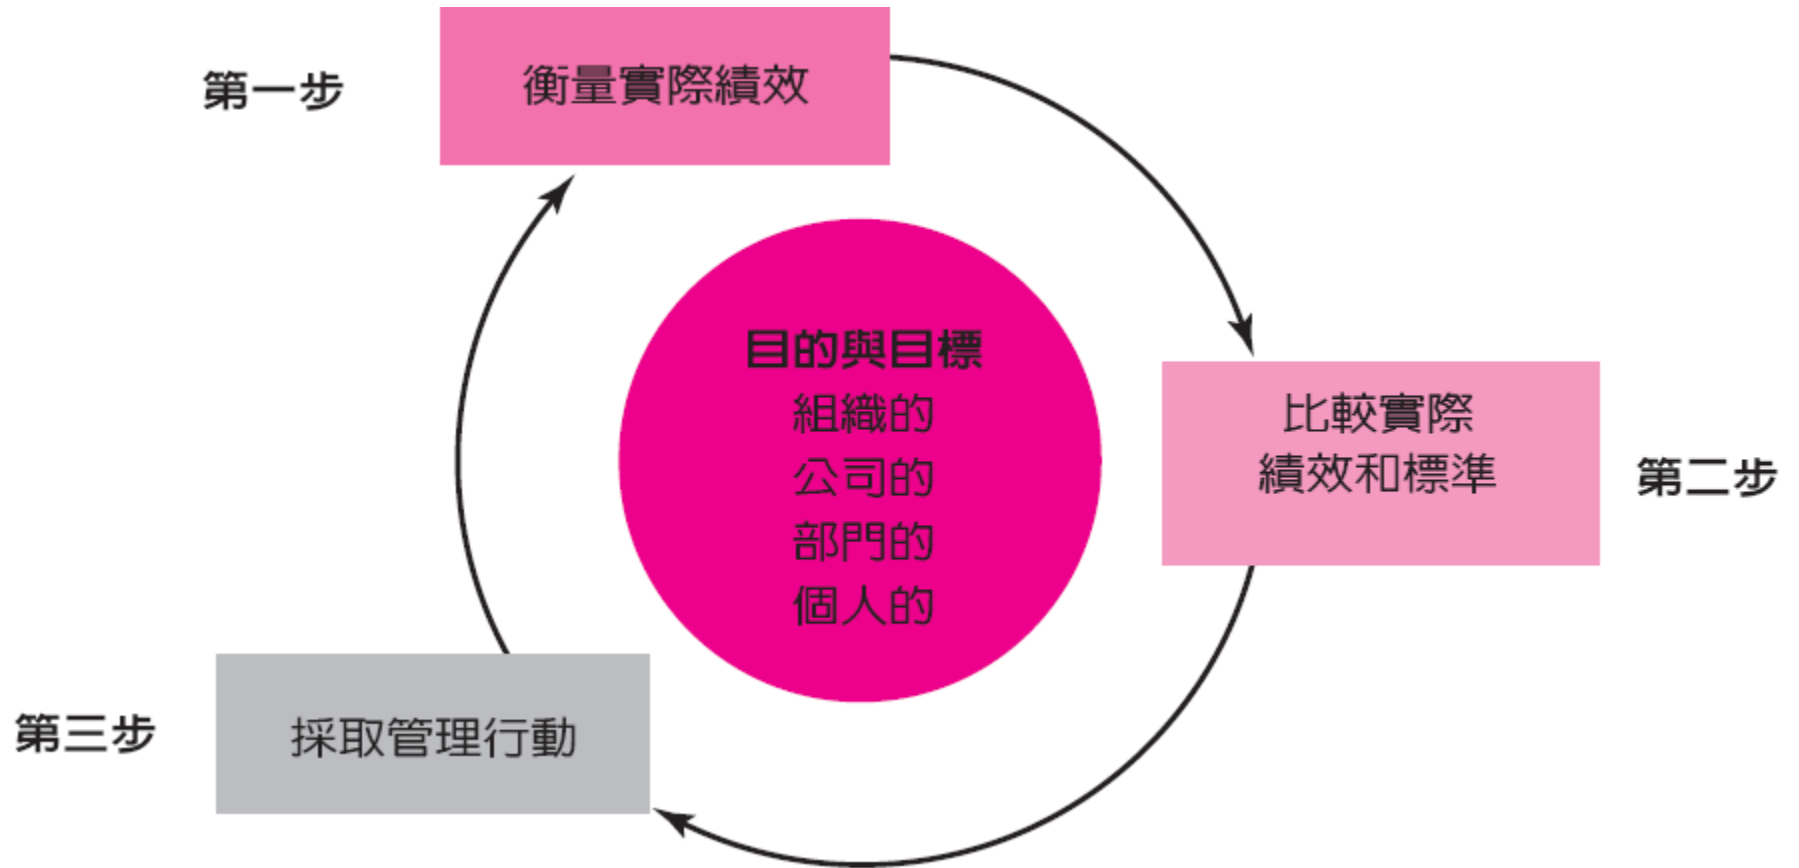 第一步
衡量實際績效
目的與目標
組織的
公司的
部門的
個人的
比較實際
績效和標準
第二步
第三步
採取管理行動